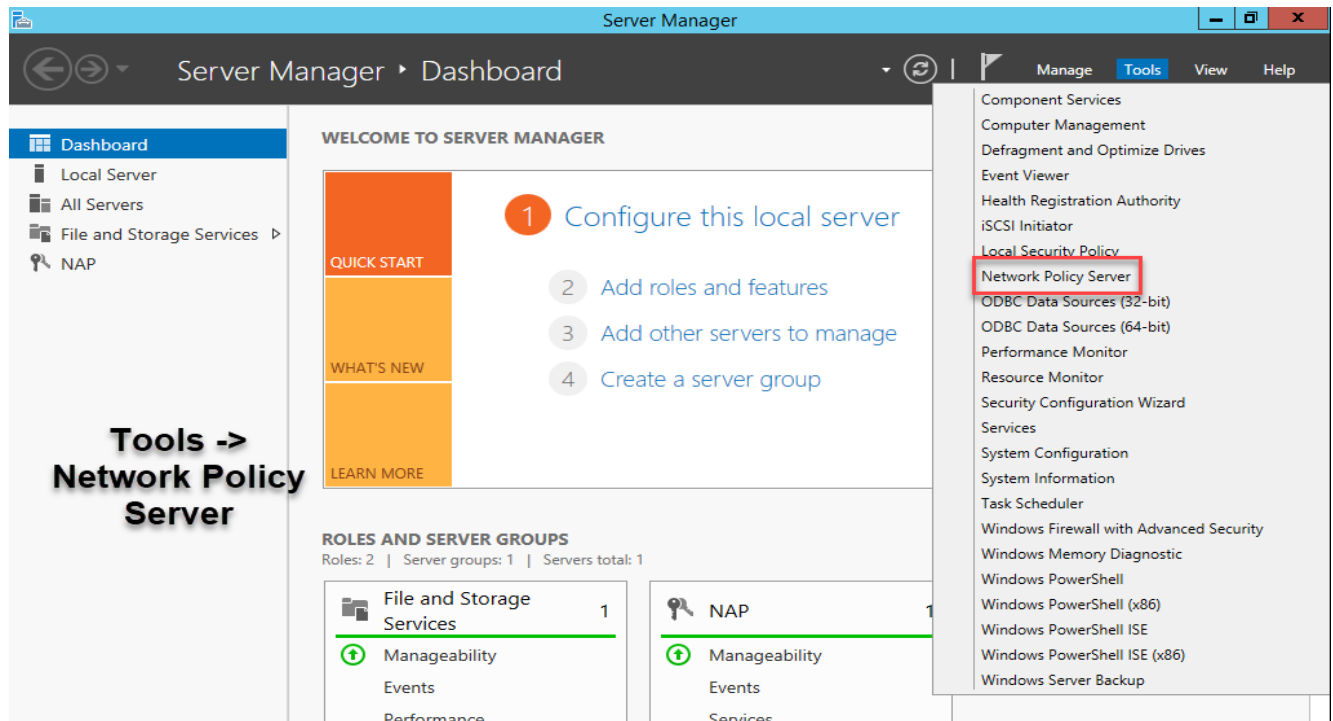 Server Manager
Server Manager • Dashboard
Manage Tools View Help
Dashboard
Local Server
All Servers
File and Storage Services
NAP
Tools ->
Network Policy
Server
WELCOME TO SERVER MANAGER
QUICK START
WHAT'S NEW
LEARN MORE
1 Configure this local server
2 Add roles and features
3 Add other servers to manage
4 Create a server group
ROLES AND SERVER GROUPS
Roles: 2 | Server groups: 1 | Servers total: 1
File and Storage
Services
1
Manageability
Events
Performance
NAP 1
Manageability
Events
Services
Component Services
Computer Management
Defragment and Optimize Drives
Event Viewer
Health Registration Authority
iSCSI Initiator
Local Security Policy
Network Policy Server
ODBC Data Sources (32-bit)
ODBC Data Sources (64-bit)
Performance Monitor
Resource Monitor
Security Configuration Wizard
Services
System Configuration
System Information
Task Scheduler
Windows Firewall with Advanced Security
Windows Memory Diagnostic
Windows PowerShell
Windows PowerShell (x86)
Windows PowerShell ISE
Windows PowerShell ISE (x86)
Windows Server Backup